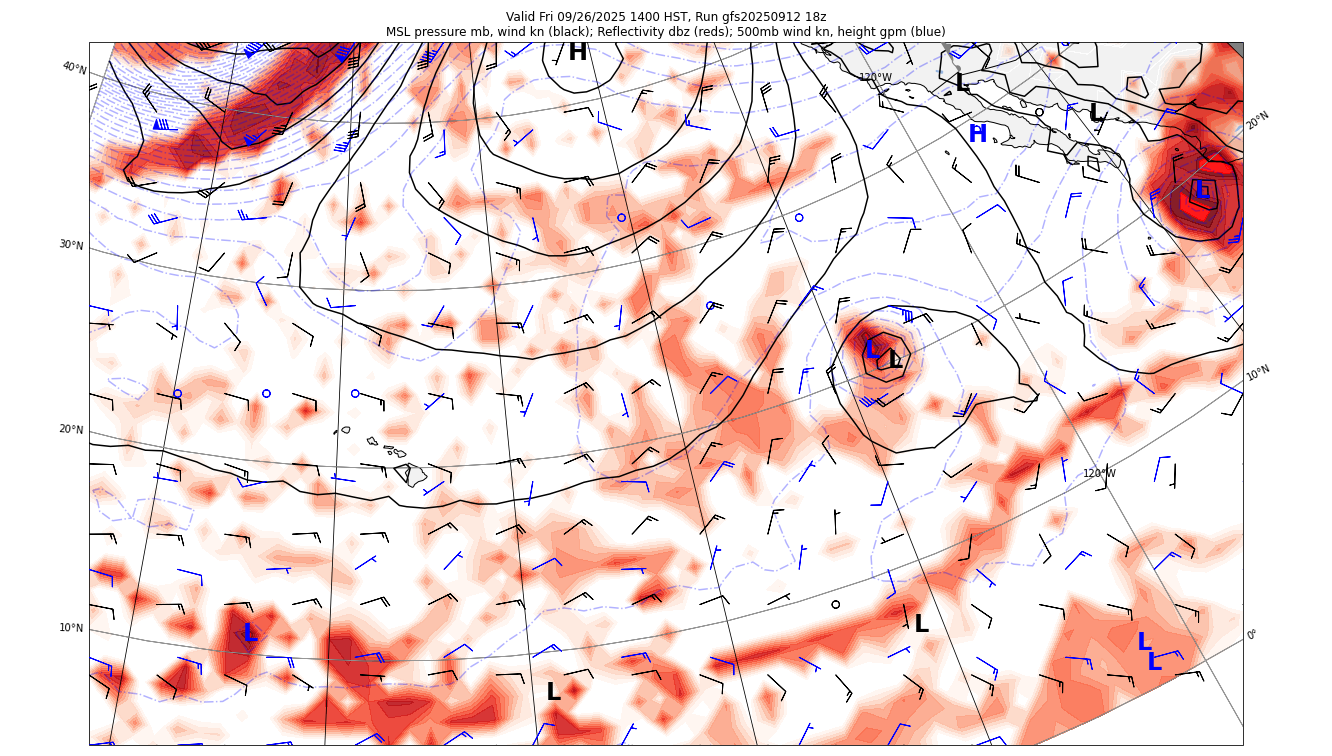 Valid Fri 09/26/2025 1400 HST, Run gfs20250912 18z
MSL pressure mb, wind kn (black); Reflectivity dbz (reds); 500mb wind kn, height gpm (blue)
H
40°N
120°W
L
L
H
20°N
L
30°N
L
L
10°N
20°N
120°W
L
10°N
L
0°
L
L
L